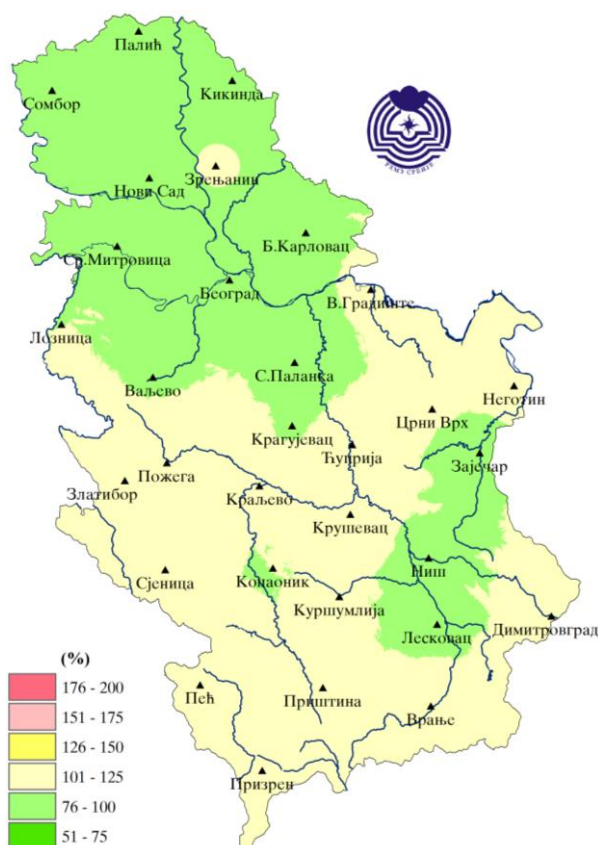 Палић
Кикинда
Сомбор
РХМЗ СРБИЈЕ
Зрењанин
Нови Сад
Б.Карловац
Ср.Митровица
Београд
В.Градиште
Лозница
С.Паланка
Ваљево
Неготин
Црни Врх
Крагујевац
Ћуприја
Зајечар
Пожега
Златибор
Краљево
Крушевац
Сјеница
Копаоник
Ниш
Куршумлија
Лесковац
Димитровград
(%)
176 - 200
151 - 175
126 - 150
101 - 125
76 - 100
51 - 75
Пећ
Приштина
Врање
Призрен